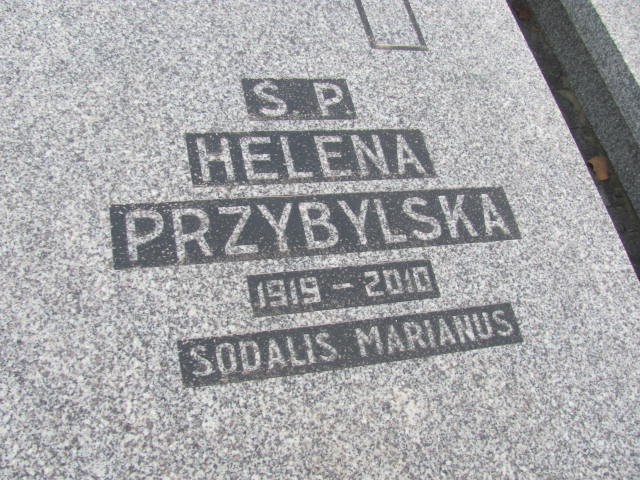 Ś. P.
HELENA
PRZYBYLSKA
1919 - 2010
SODALIS MARIANUS